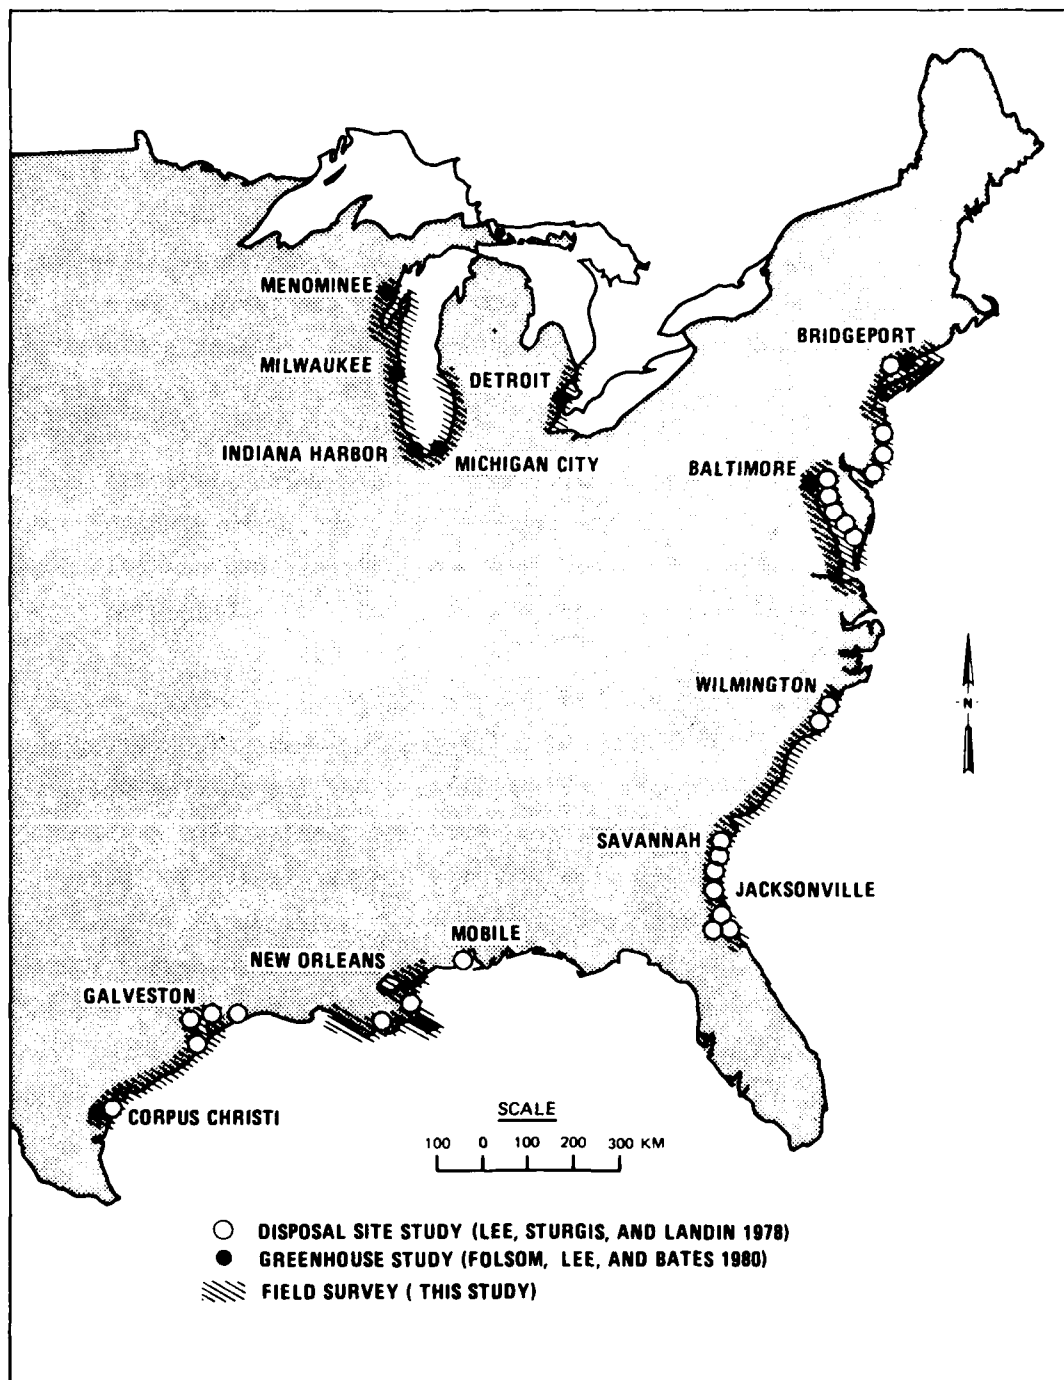 MENOMINEE
BRIDGEPORT
MILWAUKEE
DETROIT
INDIANA HARBOR
MICHIGAN CITY
BALTIMORE
WILMINGTON
N
SAVANNAH
JACKSONVILLE
MOBILE
NEW ORLEANS
GALVESTON
CORPUS CHRISTI
SCALE
100 0 100 200 300 KM
DISPOSAL SITE STUDY (LEE, STURGIS, AND LANDIN 1978)
GREENHOUSE STUDY (FOLSOM, LEE, AND BATES 1980)
FIELD SURVEY ( THIS STUDY)